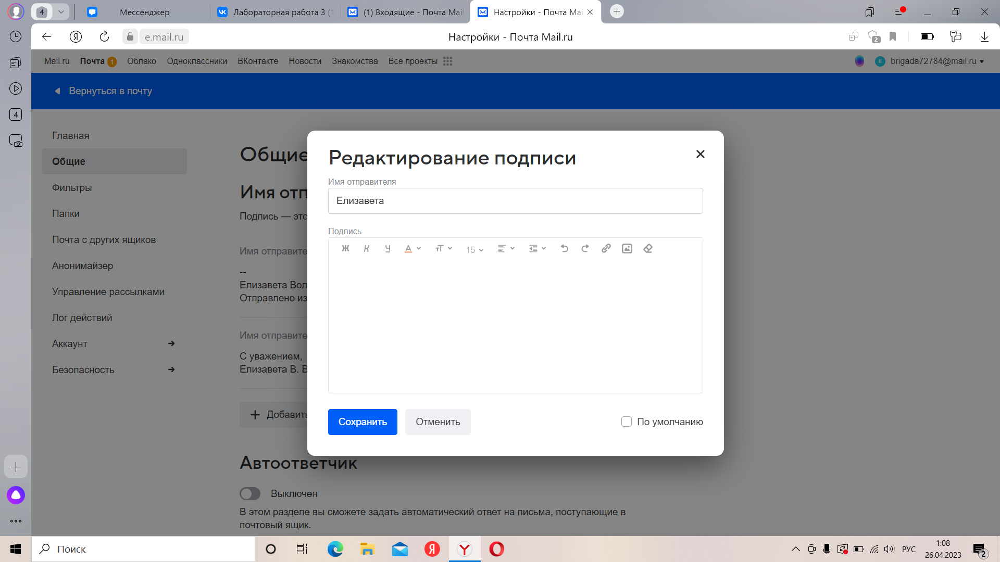 4
Мессенджер
Лабораторная работа 3 (1
(1) Входящие - Почта Mail
Настройки - Почта Mai
Я
e.mail.ru
Настройки - Почта Mail.ru
2
Mail.ru
Почта 1
Облако
Одноклассники
ВКонтакте
Новости
Знакомства
Все проекты
E
brigada72784@mail.ru
4
Вернуться в почту
Главная
Общие
Фильтры
Папки
Почта с других ящиков
Анонимайзер
Управление рассылками
Лог действий
Аккаунт
Безопасность
Общие
Имя отп
Подпись — это
Имя отправите
--
Елизавета Вол
Отправлено из
Имя отправите
С уважением,
Елизавета В. В
Добавить
Редактирование подписи
Имя отправителя
Елизавета
Подпись
Ж К Ч А тТ 15
Сохранить
Отменить
По умолчанию
Автоответчик
Выключен
В этом разделе вы сможете задать автоматический ответ на письма, поступающие в
почтовый ящик.
Поиск
Я
РУС
1:08
26.04.2023
2